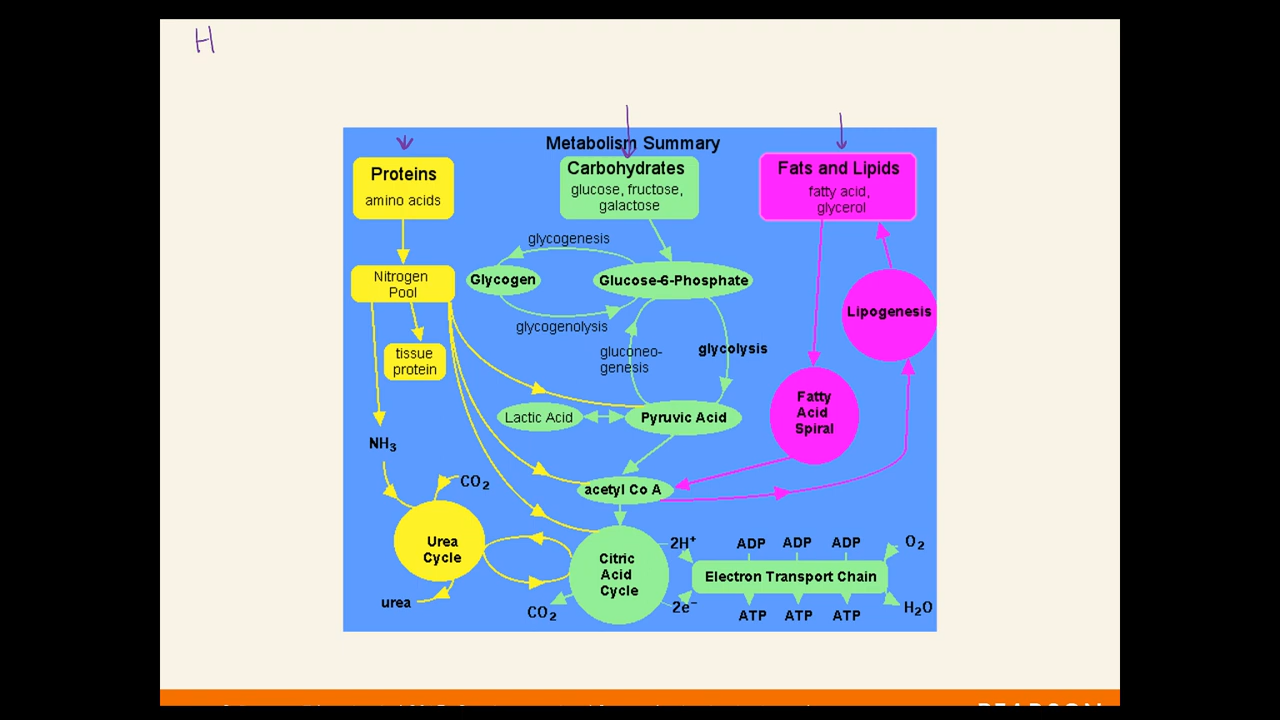 H
Metabolism Summary
Proteins
amino acids
Carbohydrates
glucose, fructose,
galactose
Fats and Lipids
fatty acid,
glycerol
glycogenesis
Nitrogen
Pool
Glycogen
Glucose-6-Phosphate
Lipogenesis
glycogenolysis
tissue
protein
gluconeo-
genesis
glycolysis
Fatty
Acid
Spiral
Lactic Acid
Pyruvic Acid
NH3
CO2
acetyl Co A
Urea
Cycle
Citric
Acid
Cycle
2H+
ADP ADP ADP
O2
Electron Transport Chain
urea
CO2
2e−
ATP ATP ATP
H2O
PEARSON